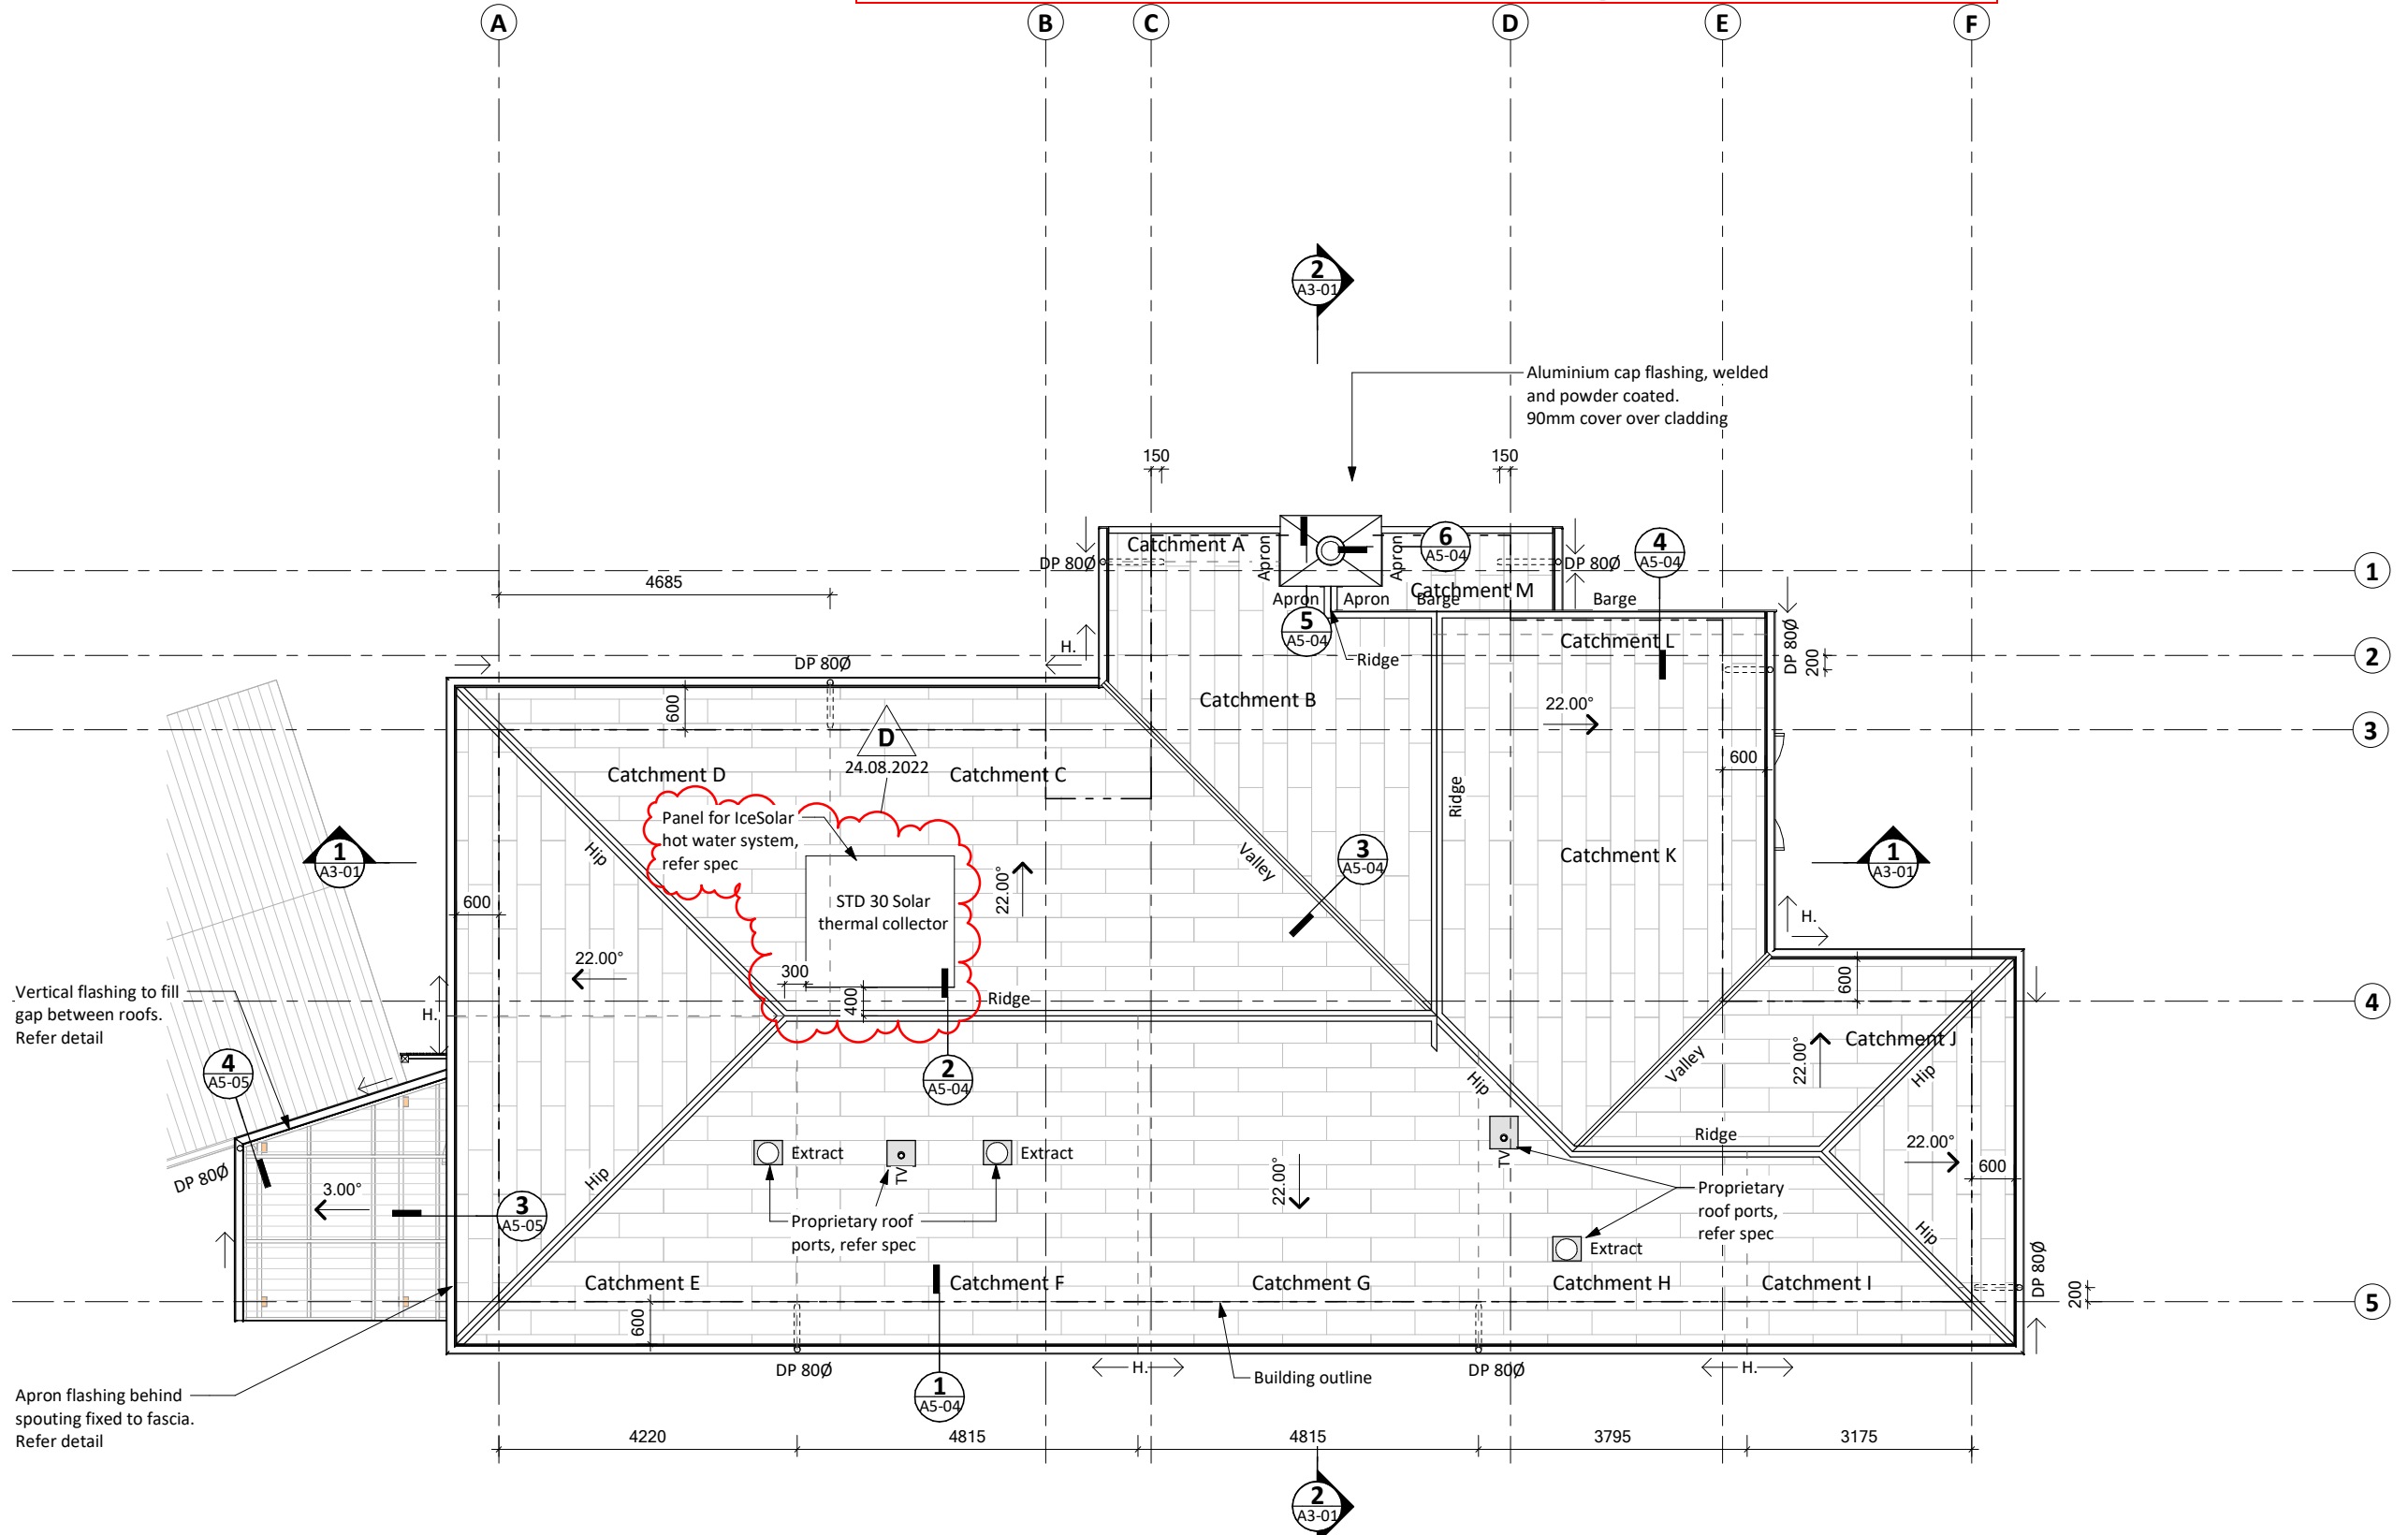 A
B
C
D
E
F
2
A3-01
Aluminium cap flashing, welded
and powder coated.
90mm cover over cladding
150
150
Catchment A
Apron
Apron
6
A5-04
4
A5-04
DP 80Ø
DP 80Ø
1
4685
Catchment M
Apron
Apron
Barge
Barge
5
A5-04
H.
Ridge
Catchment L
DP 80Ø
200
2
DP 80Ø
600
Catchment B
22.00°
D
24.08.2022
3
600
Catchment D
Catchment C
Ridge
Panel for IceSolar
hot water system,
refer spec
Hip
Valley
3
A5-04
Catchment K
1
A3-01
1
A3-01
600
STD 30 Solar
thermal collector
22.00°
H.
22.00°
300
400
Ridge
600
Vertical flashing to fill
gap between roofs.
Refer detail
H.
4
Catchment J
22.00°
4
A5-05
2
A5-04
Hip
Valley
Hip
Extract
TV
Extract
TV
Ridge
22.00°
600
DP 80Ø
3.00°
Hip
22.00°
3
A5-05
Proprietary roof
ports, refer spec
Proprietary
roof ports,
refer spec
Hip
Extract
Catchment E
Catchment F
Catchment G
Catchment H
Catchment I
DP 80Ø
200
5
600
DP 80Ø
H.
DP 80Ø
H.
Building outline
1
A5-04
Apron flashing behind
spouting fixed to fascia.
Refer detail
4220
4815
4815
3795
3175
2
A3-01